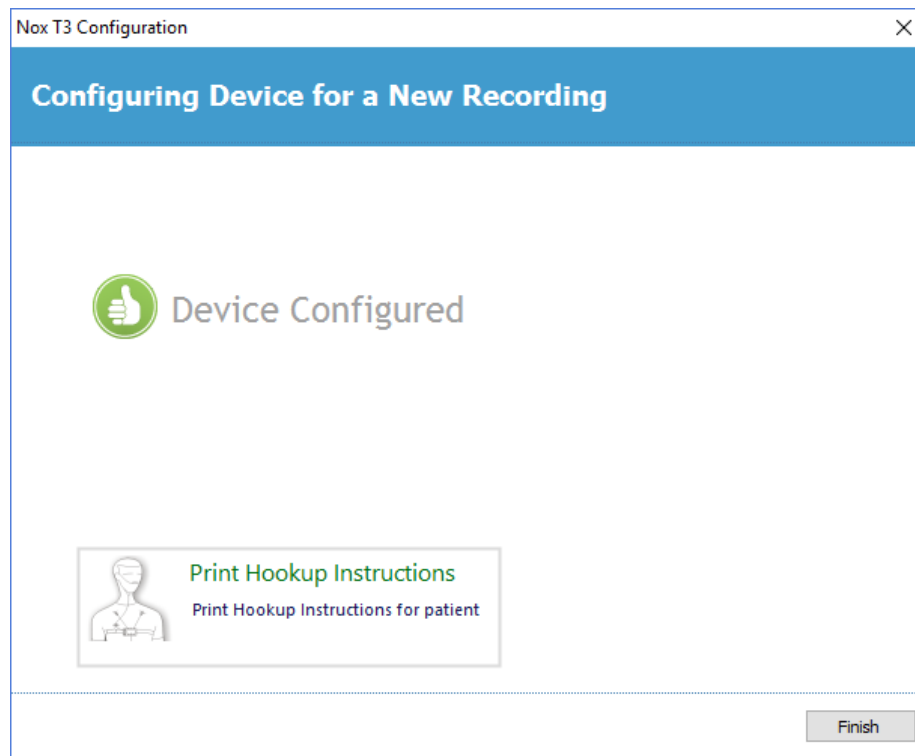 Nox T3 Configuration
Configuring Device for a New Recording
Device Configured
Print Hookup Instructions
Print Hookup Instructions for patient
Finish